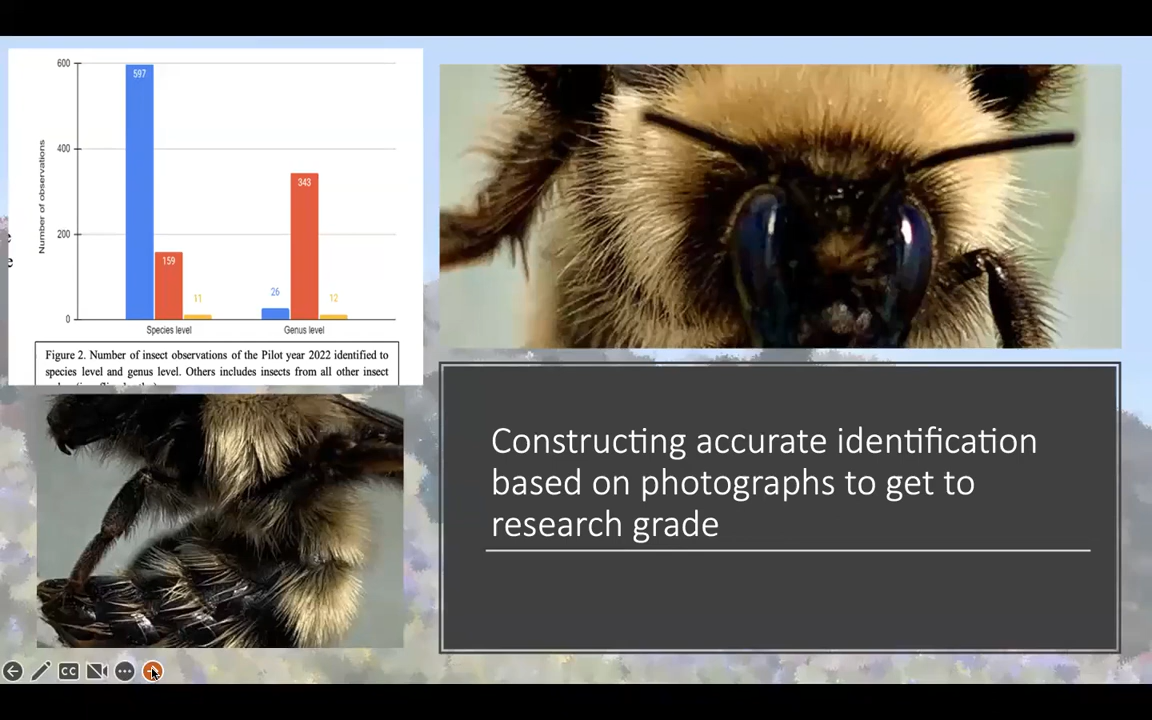 600
597
400
343
200
159
26
11
12
0
Number of observations
Species level
Genus level
Figure 2. Number of insect observations of the Pilot year 2022 identified to
species level and genus level. Others includes insects from all other insect
Constructing accurate identification
based on photographs to get to
research grade
CC